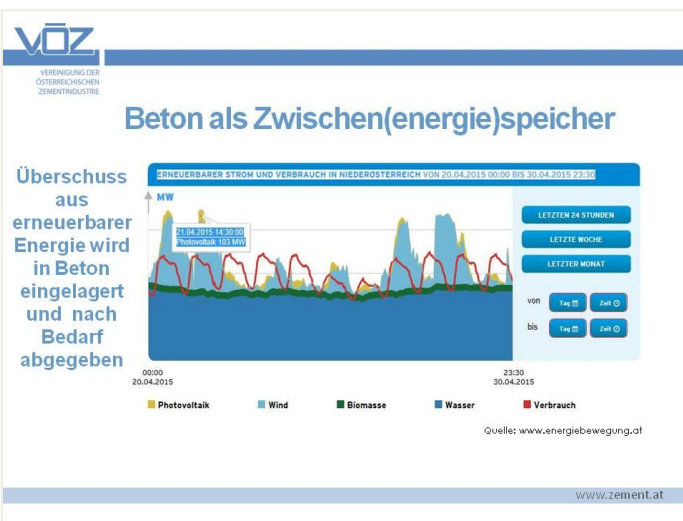 VÖZ
VEREINIGUNG DER
ÖSTERREICHISCHEN
ZEMENTINDUSTRIE
Beton als Zwischen(energie)speicher
Überschuss
aus
erneuerbarer
Energie wird
in Beton
eingelagert
und nach
Bedarf
abgegeben
ERNEUERBARER STROM UND VERBRAUCH IN NIEDERÖSTERREICH VON 20.04.2015 00:00 BIS 30.04.2015 23:30
MW
21.04.2015 14:30:00
Photovoltaik 103 MW
LETZTEN 24 STUNDEN
LETZTE WOCHE
LETZTER MONAT
von Tag Zeit
bis Tag Zeit
00:00
20.04.2015
23:30
30.04.2015
Photovoltaik Wind Biomasse Wasser Verbrauch
Quelle: www.energiebewegung.at
www.zement.at